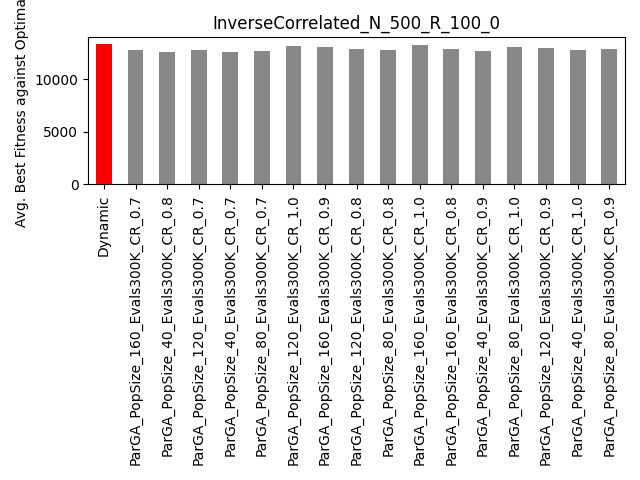 InverseCorrelated_N_500_R_100_0
Avg. Best Fitness against Optima
10000
5000
0
Dynamic
ParGA_PopSize_160_Evals300K_CR_0.7
ParGA_PopSize_40_Evals300K_CR_0.8
ParGA_PopSize_120_Evals300K_CR_0.7
ParGA_PopSize_40_Evals300K_CR_0.7
ParGA_PopSize_80_Evals300K_CR_0.7
ParGA_PopSize_120_Evals300K_CR_1.0
ParGA_PopSize_160_Evals300K_CR_0.9
ParGA_PopSize_120_Evals300K_CR_0.8
ParGA_PopSize_80_Evals300K_CR_0.8
ParGA_PopSize_160_Evals300K_CR_1.0
ParGA_PopSize_160_Evals300K_CR_0.8
ParGA_PopSize_40_Evals300K_CR_0.9
ParGA_PopSize_80_Evals300K_CR_1.0
ParGA_PopSize_120_Evals300K_CR_0.9
ParGA_PopSize_40_Evals300K_CR_1.0
ParGA_PopSize_80_Evals300K_CR_0.9